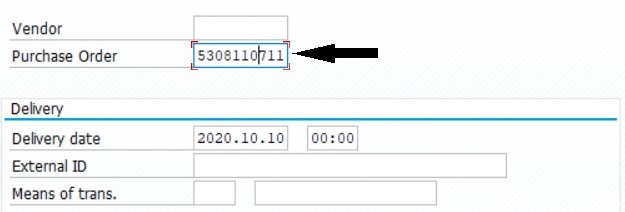 Vendor
Purchase Order 5308110711
Delivery
Delivery date 2020.10.10 00:00
External ID
Means of trans.